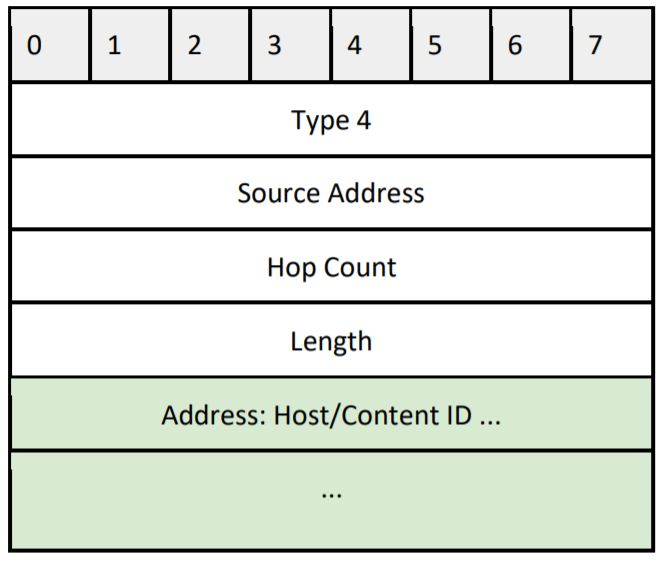 0 1 2 3 4 5 6 7
Type 4
Source Address
Hop Count
Length
Address: Host/Content ID ...
...